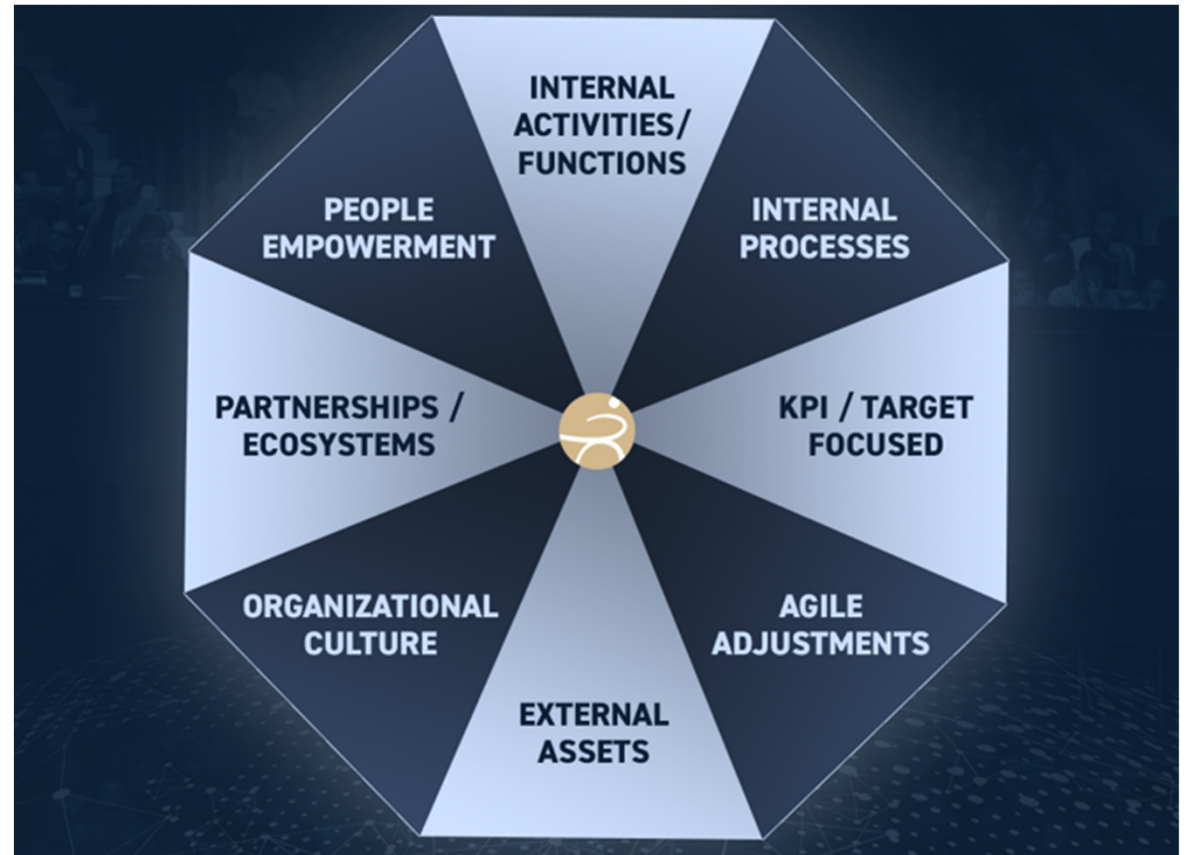 INTERNAL
ACTIVITIES/
FUNCTIONS
INTERNAL
PROCESSES
KPI / TARGET
FOCUSED
AGILE
ADJUSTMENTS
EXTERNAL
ASSETS
ORGANIZATIONAL
CULTURE
PARTNERSHIPS /
ECOSYSTEMS
PEOPLE
EMPOWERMENT